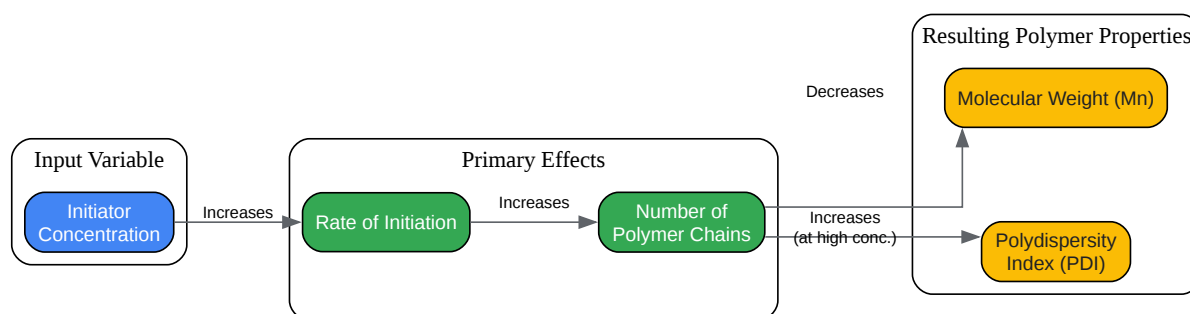 Input Variable
Initiator
Concentration
Increases
Primary Effects
Rate of Initiation
Increases
Number of
Polymer Chains
Decreases
Increases
(at high conc.)
Resulting Polymer Properties
Molecular Weight (Mn)
Polydispersity
Index (PDI)